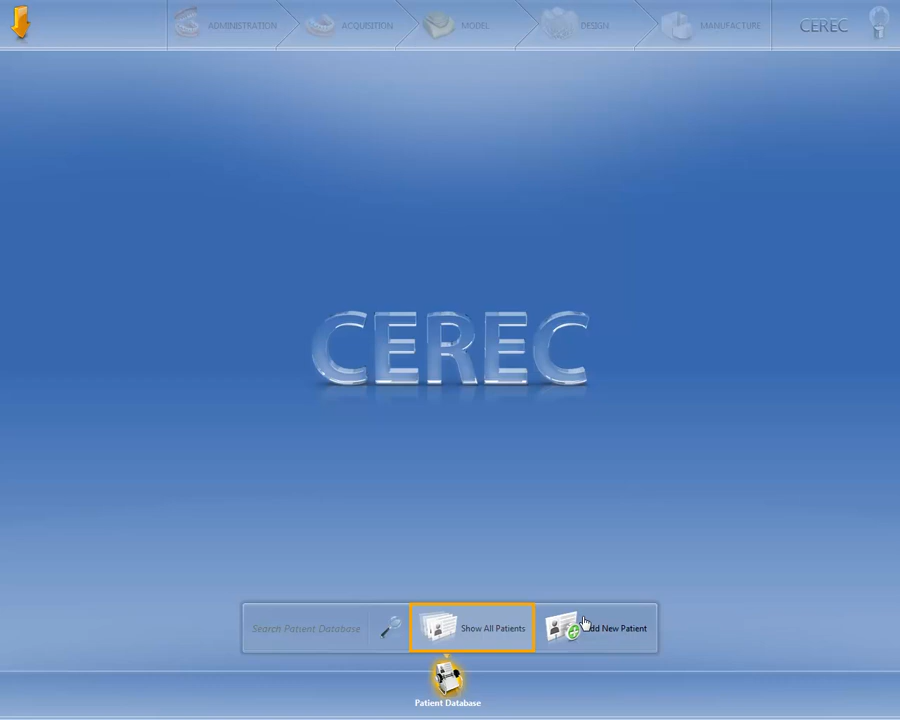 ADMINISTRATION
ACQUISITION
MODEL
DESIGN
MANUFACTURE
CEREC
CEREC
Search Patient Database
Show All Patients
dd New Patient
Patient Database